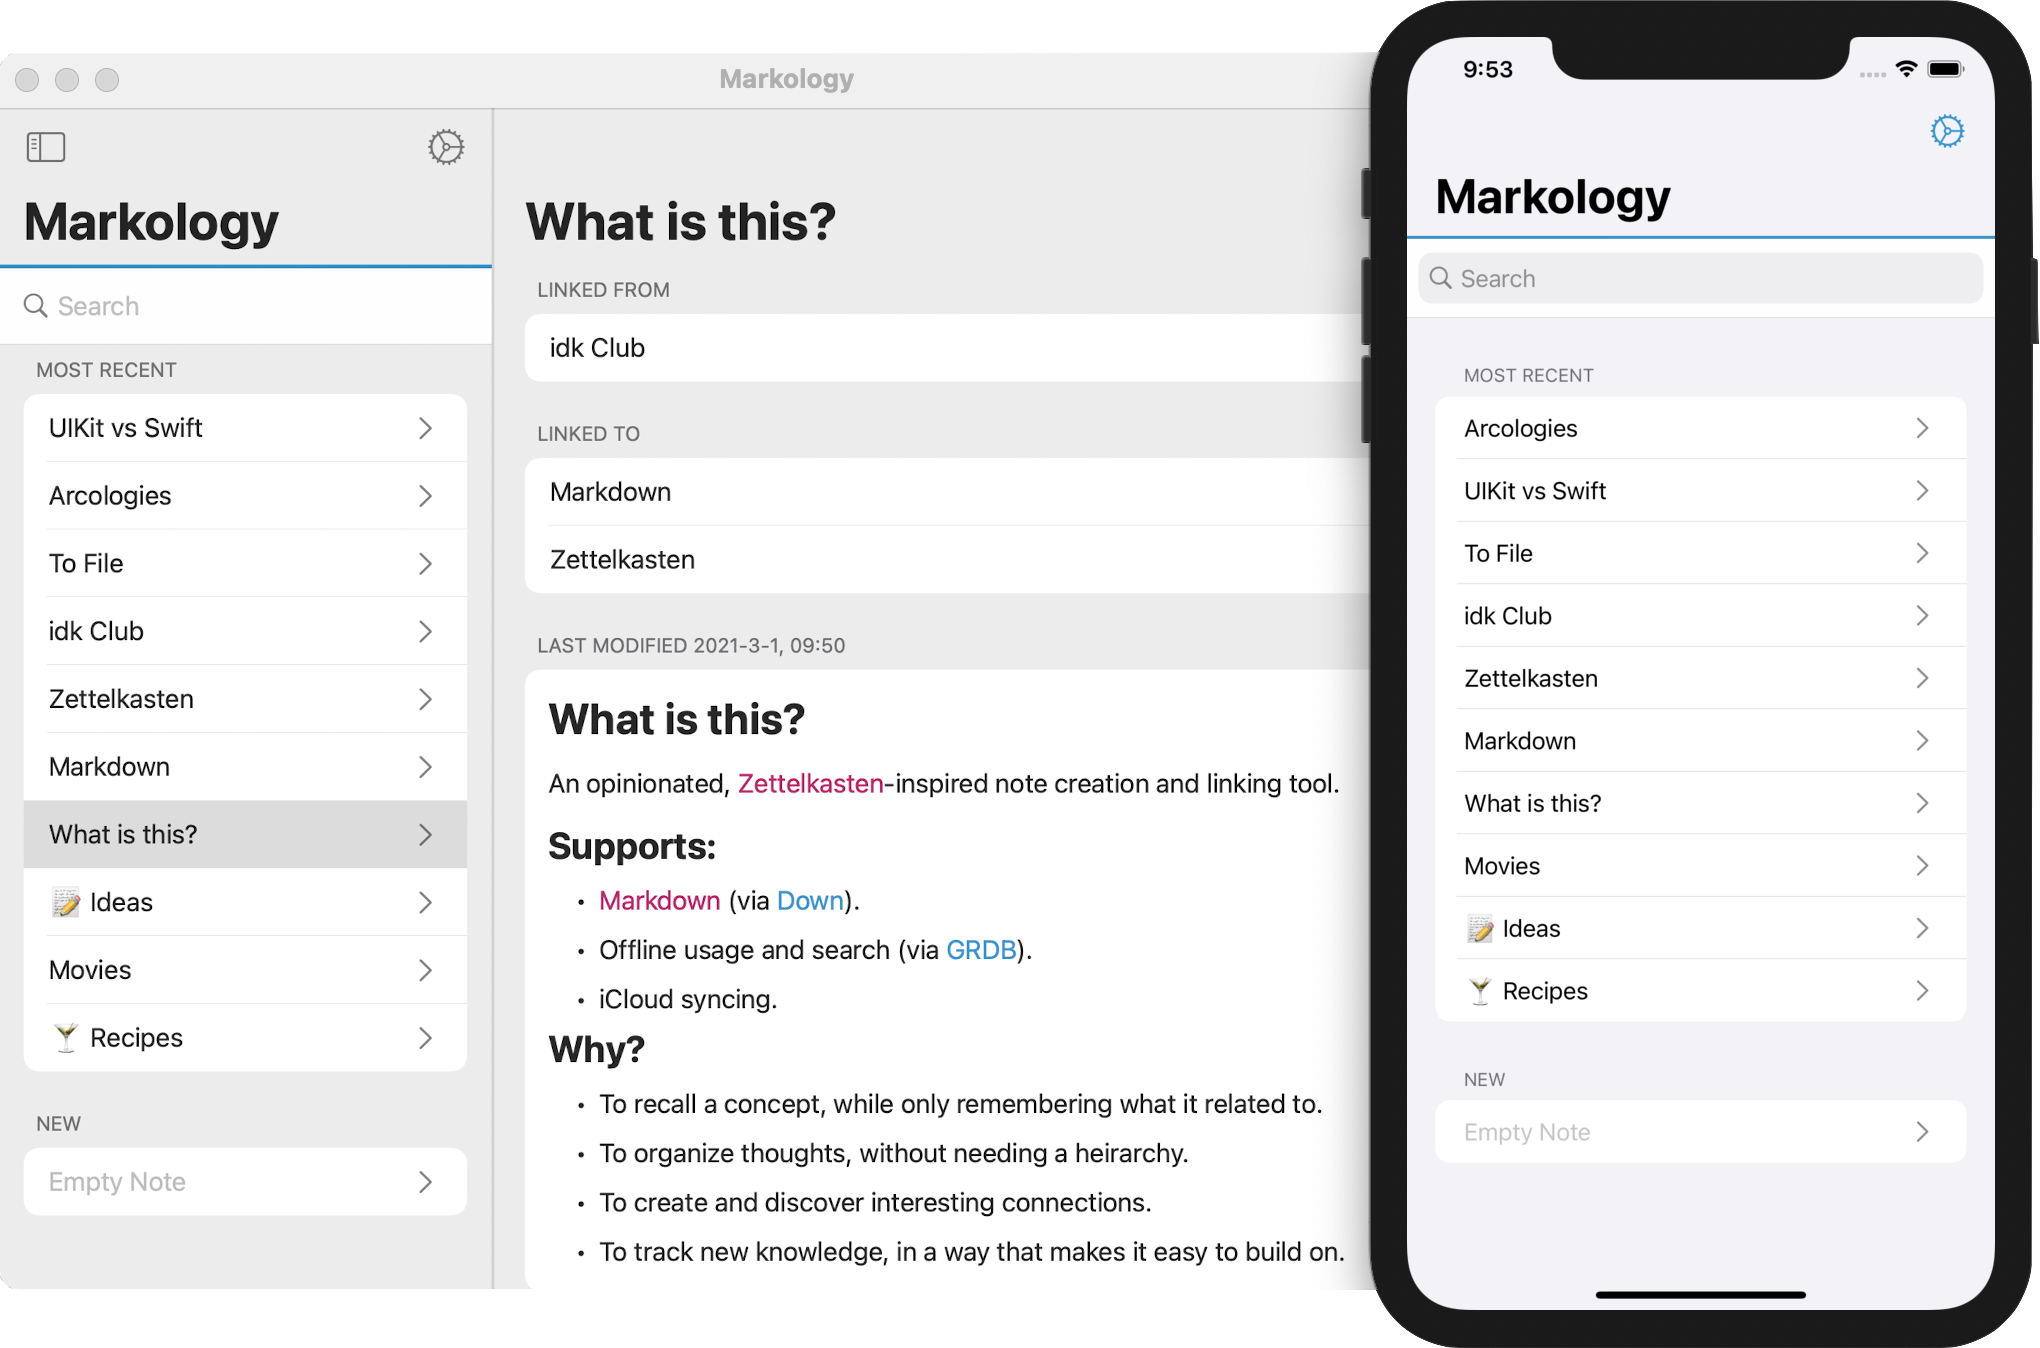 Markology
Markology
Search
MOST RECENT
UIKit vs Swift
Arcologies
To File
idk Club
Zettelkasten
Markdown
What is this?
Ideas
Movies
Recipes
NEW
Empty Note
What is this?
LINKED FROM
idk Club
LINKED TO
Markdown
Zettelkasten
LAST MODIFIED 2021-3-1, 09:50
What is this?
An opinionated, Zettelkasten-inspired note creation and linking tool.
Supports:
• Markdown (via Down).
• Offline usage and search (via GRDB).
• iCloud syncing.
Why?
• To recall a concept, while only remembering what it related to.
• To organize thoughts, without needing a heirarchy.
• To create and discover interesting connections.
• To track new knowledge, in a way that makes it easy to build on.
9:53
Markology
Search
MOST RECENT
Arcologies
UIKit vs Swift
To File
idk Club
Zettelkasten
Markdown
What is this?
Movies
Ideas
Recipes
NEW
Empty Note